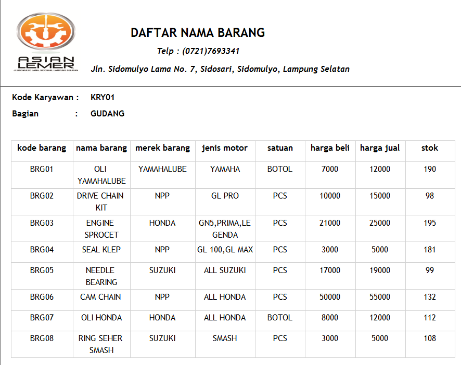 DAFTAR NAMA BARANG
Telp : (0721)7693341
ASIAN
LEMER
Jln. Sidomulyo Lama No. 7, Sidosari, Sidomulyo, Lampung Selatan
Kode Karyawan : KRY01
Bagian : GUDANG
kode barang nama barang merek barang jenis motor satuan harga beli harga jual stok
BRG01 OLI YAMAHALUBE YAMAHA BOTOL 7000 12000 190
YAMAHALUBE
BRG02 DRIVE CHAIN NPP GL PRO PCS 10000 15000 98
KIT
BRG03 ENGINE HONDA GN5,PRIMA,LE PCS 21000 25000 195
SPROCET GENDA
BRG04 SEAL KLEP NPP GL 100,GL MAX PCS 3000 5000 181
BRG05 NEEDLE SUZUKI ALL SUZUKI PCS 17000 19000 99
BEARING
BRG06 CAM CHAIN NPP ALL HONDA PCS 50000 55000 132
BRG07 OLI HONDA HONDA ALL HONDA BOTOL 8000 12000 112
BRG08 RING SEHER SUZUKI SMASH PCS 3000 5000 108
SMASH